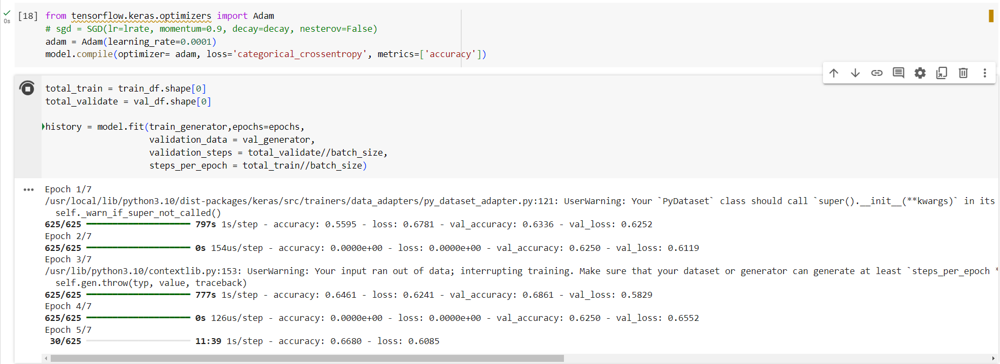 [18] from tensorflow.keras.optimizers import Adam
0s
# sgd = SGD(lr=lrate, momentum=0.9, decay=decay, nesterov=False)
adam = Adam(learning_rate=0.0001)
model.compile(optimizer= adam, loss='categorical_crossentropy', metrics=['accuracy'])
total_train = train_df.shape[0]
total_validate = val_df.shape[0]
history = model.fit(train_generator,epochs=epochs,
validation_data = val_generator,
validation_steps = total_validate//batch_size,
steps_per_epoch = total_train//batch_size)
Epoch 1/7
/usr/local/lib/python3.10/dist-packages/keras/src/trainers/data_adapters/py_dataset_adapter.py:121: UserWarning: Your `PyDataset` class should call `super().__init__(**kwargs)` in its
self._warn_if_super_not_called()
625/625 797s 1s/step - accuracy: 0.5595 - loss: 0.6781 - val_accuracy: 0.6336 - val_loss: 0.6252
Epoch 2/7
625/625 0s 154us/step - accuracy: 0.0000e+00 - loss: 0.0000e+00 - val_accuracy: 0.6250 - val_loss: 0.6119
Epoch 3/7
/usr/lib/python3.10/contextlib.py:153: UserWarning: Your input ran out of data; interrupting training. Make sure that your dataset or generator can generate at least `steps_per_epoch *
self.gen.throw(typ, value, traceback)
625/625 777s 1s/step - accuracy: 0.6461 - loss: 0.6241 - val_accuracy: 0.6861 - val_loss: 0.5829
Epoch 4/7
625/625 0s 126us/step - accuracy: 0.0000e+00 - loss: 0.0000e+00 - val_accuracy: 0.6250 - val_loss: 0.6552
Epoch 5/7
30/625 11:39 1s/step - accuracy: 0.6680 - loss: 0.6085